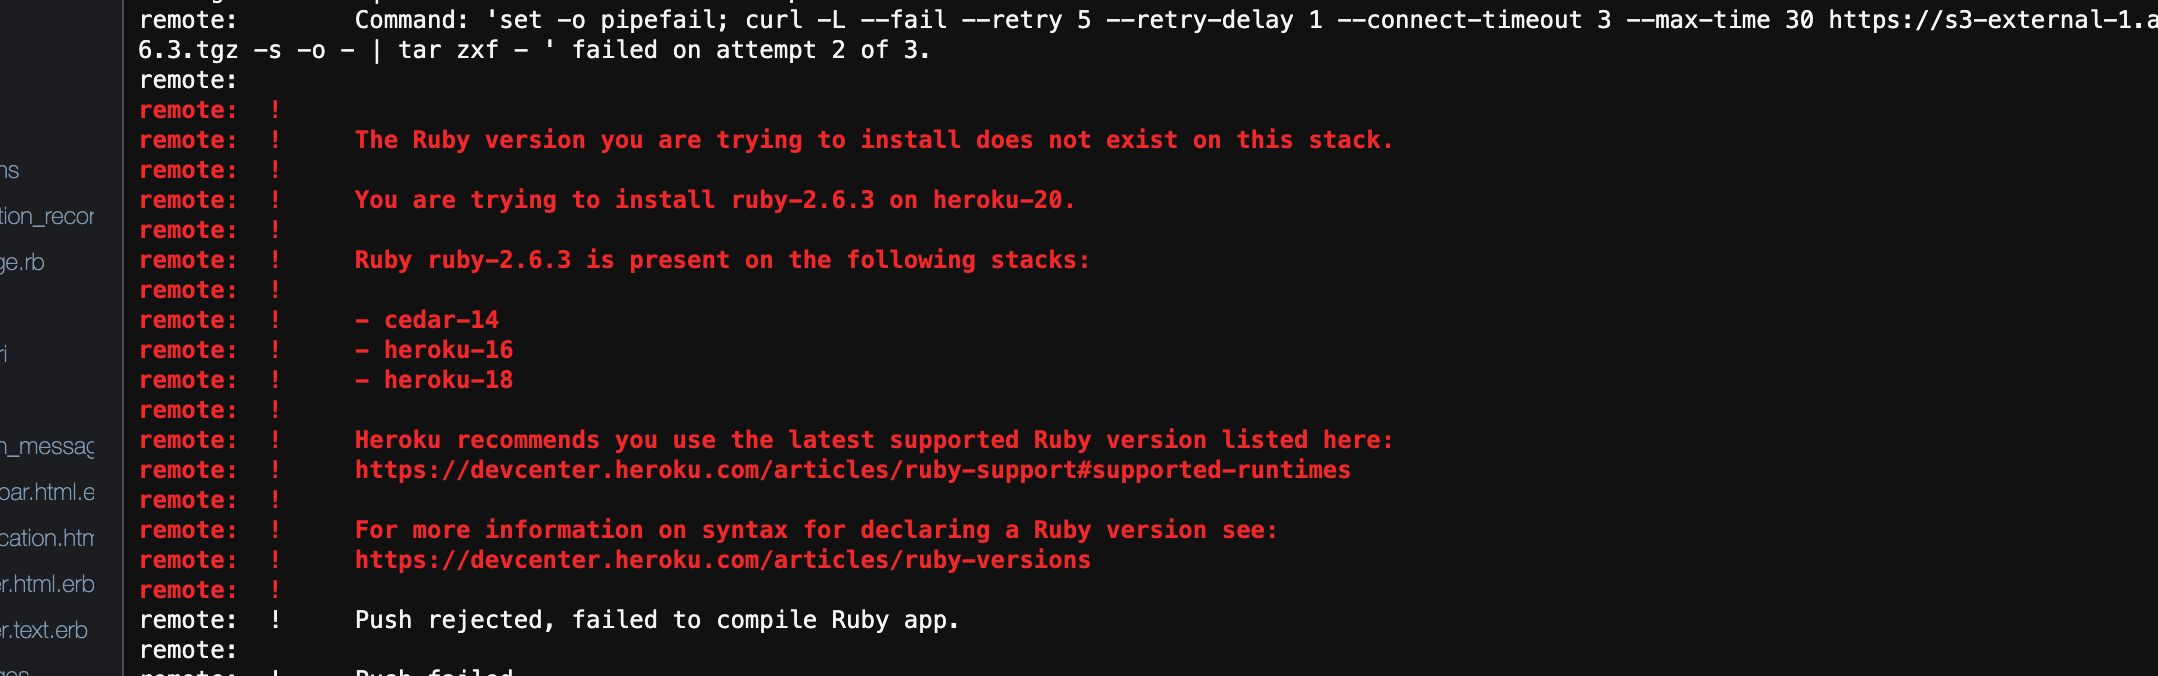 remote:        Command: 'set -o pipefail; curl -L --fail --retry 5 --retry-delay 1 --connect-timeout 3 --max-time 30 https://s3-external-1.a
6.3.tgz -s -o - | tar zxf - ' failed on attempt 2 of 3.
remote:
remote:  !
remote:  !     The Ruby version you are trying to install does not exist on this stack.
remote:  !
remote:  !     You are trying to install ruby-2.6.3 on heroku-20.
remote:  !
remote:  !     Ruby ruby-2.6.3 is present on the following stacks:
remote:  !
remote:  !     - cedar-14
remote:  !     - heroku-16
remote:  !     - heroku-18
remote:  !
remote:  !     Heroku recommends you use the latest supported Ruby version listed here:
remote:  !     https://devcenter.heroku.com/articles/ruby-support#supported-runtimes
remote:  !
remote:  !     For more information on syntax for declaring a Ruby version see:
remote:  !     https://devcenter.heroku.com/articles/ruby-versions
remote:  !
remote:  !     Push rejected, failed to compile Ruby app.
remote:
remote:  !     Push failed
ns
tion_recor
ge.rb
ri
n_messag
bar.html.e
cation.htm
r.html.erb
r.text.erb